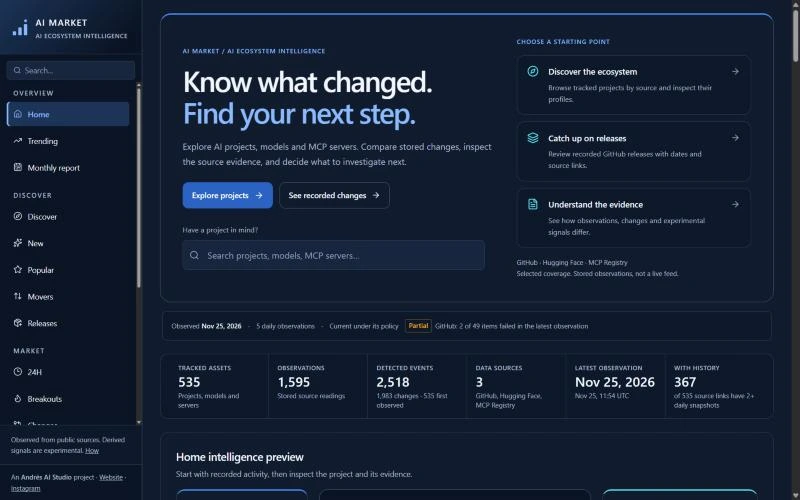 AI MARKET
AI ECOSYSTEM INTELLIGENCE
Search...
OVERVIEW
Home
Trending
Monthly report
DISCOVER
Discover
New
Popular
Movers
Releases
MARKET
24H
Breakouts
Observed from public sources. Derived
signals are experimental. How
An Andrés AI Studio project · Website ·
Instagram
AI MARKET / AI ECOSYSTEM INTELLIGENCE
Know what changed.
Find your next step.
Explore AI projects, models and MCP servers. Compare stored changes, inspect
the source evidence, and decide what to investigate next.
Explore projects →
See recorded changes →
Have a project in mind?
Search projects, models, MCP servers...
CHOOSE A STARTING POINT
Discover the ecosystem →
Browse tracked projects by source and inspect their
profiles.
Catch up on releases →
Review recorded GitHub releases with dates and
source links.
Understand the evidence →
See how observations, changes and experimental
signals differ.
GitHub · Hugging Face · MCP Registry
Selected coverage. Stored observations, not a live feed.
Observed Nov 25, 2026 · 5 daily observations · Current under its policy Partial GitHub: 2 of 49 items failed in the latest observation
TRACKED ASSETS
535
Projects, models and
servers
OBSERVATIONS
1,595
Stored source readings
DETECTED EVENTS
2,518
1,983 changes · 535 first
observed
DATA SOURCES
3
GitHub, Hugging Face,
MCP Registry
LATEST OBSERVATION
Nov 25, 2026
Nov 25, 11:54 UTC
WITH HISTORY
367
of 535 source links have 2+
daily snapshots
Home intelligence preview
Start with recorded activity, then inspect the project and its evidence.